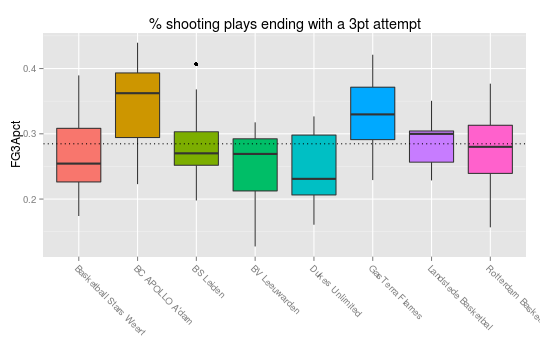 % shooting plays ending with a 3pt attempt
FG3Apct
0.4
0.3
0.2
Basketball Stars Weert
BC APOLLO A'dam
BS Leiden
BV Leeuwarden
Dukes Unlimited
GasTerra Flames
Landstede Basketbal
Rotterdam Basket